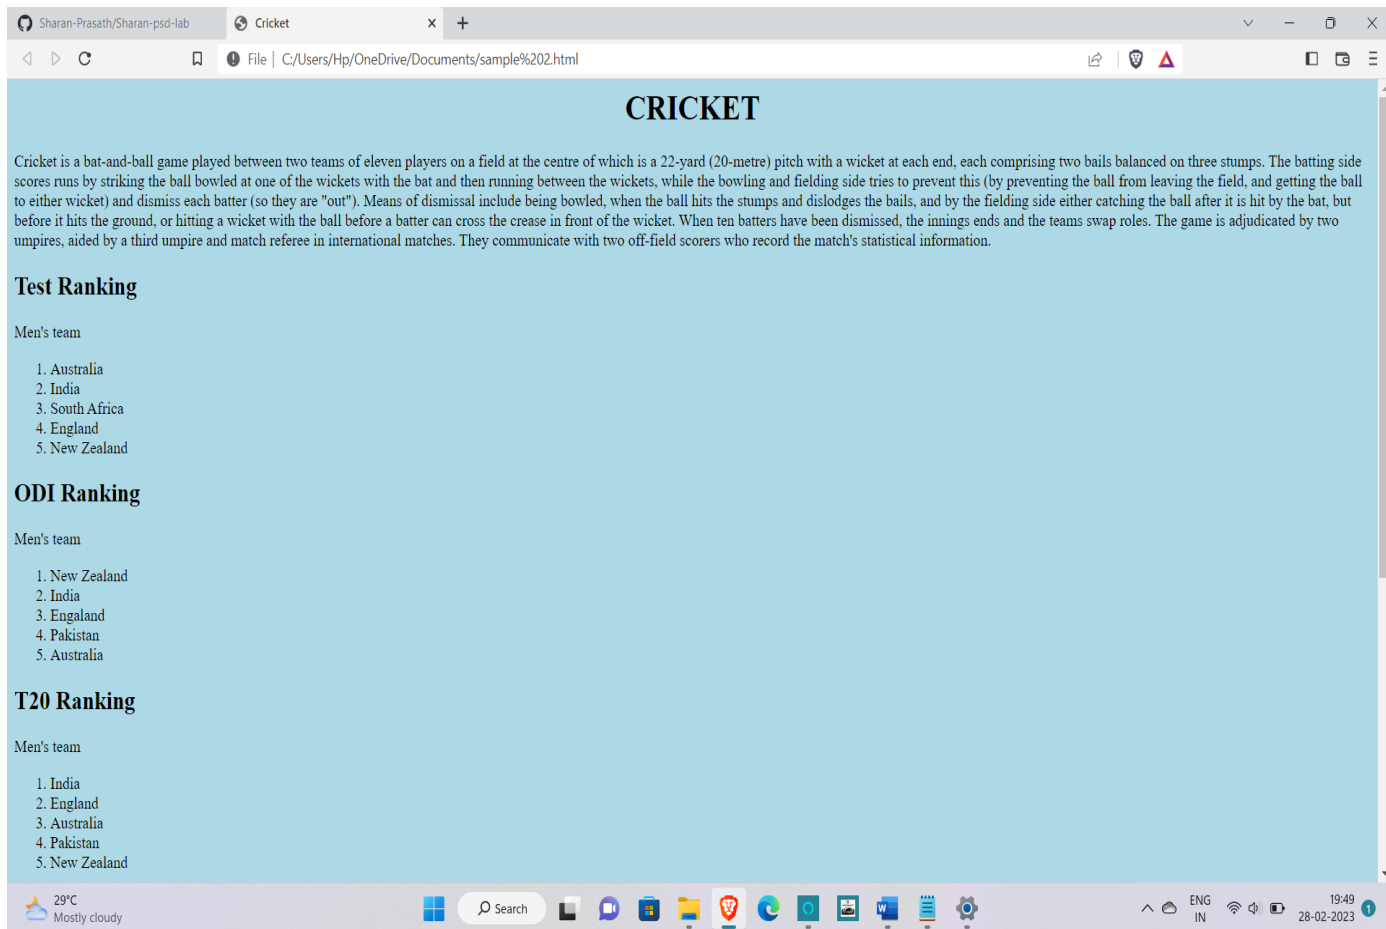 Sharan-Prasath/Sharan-psd-lab
Cricket
File | C:/Users/Hp/OneDrive/Documents/sample%202.html
CRICKET
Cricket is a bat-and-ball game played between two teams of eleven players on a field at the centre of which is a 22-yard (20-metre) pitch with a wicket at each end, each comprising two bails balanced on three stumps. The batting side
scores runs by striking the ball bowled at one of the wickets with the bat and then running between the wickets, while the bowling and fielding side tries to prevent this (by preventing the ball from leaving the field, and getting the ball
to either wicket) and dismiss each batter (so they are "out"). Means of dismissal include being bowled, when the ball hits the stumps and dislodges the bails, and by the fielding side either catching the ball after it is hit by the bat, but
before it hits the ground, or hitting a wicket with the ball before a batter can cross the crease in front of the wicket. When ten batters have been dismissed, the innings ends and the teams swap roles. The game is adjudicated by two
umpires, aided by a third umpire and match referee in international matches. They communicate with two off-field scorers who record the match's statistical information.
Test Ranking
Men's team
1. Australia
2. India
3. South Africa
4. England
5. New Zealand
ODI Ranking
Men's team
1. New Zealand
2. India
3. Engaland
4. Pakistan
5. Australia
T20 Ranking
Men's team
1. India
2. England
3. Australia
4. Pakistan
5. New Zealand
29°C
Mostly cloudy
Search
ENG
IN
19:49
28-02-2023
1